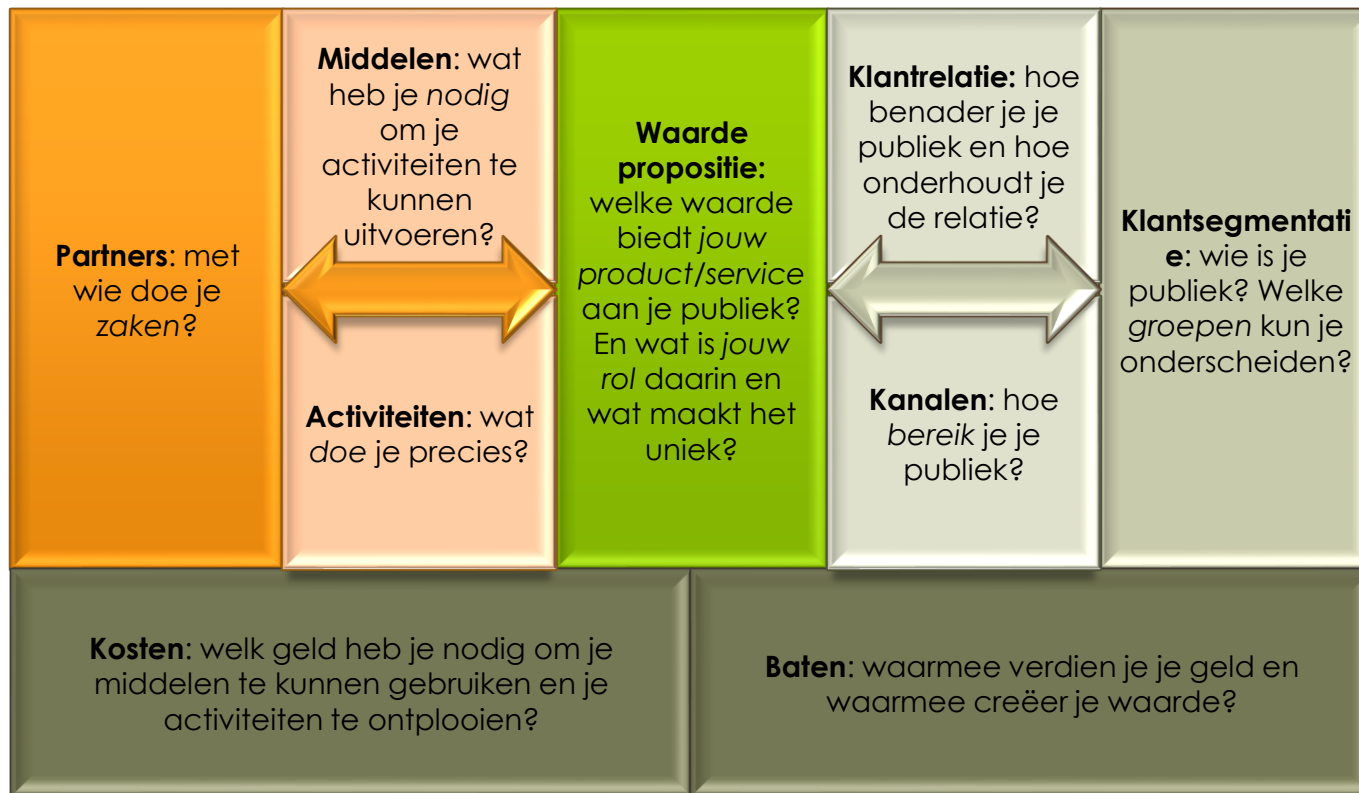 Partners: met
wie doe je
zaken?
Middelen: wat
heb je nodig
om je
activiteiten te
kunnen
uitvoeren?
Activiteiten: wat
doe je precies?
Waarde
propositie:
welke waarde
biedt jouw
product/service
aan je publiek?
En wat is jouw
rol daarin en
wat maakt het
uniek?
Klantrelatie: hoe
benader je je
publiek en hoe
onderhoudt je
de relatie?
Kanalen: hoe
bereik je je
publiek?
Klantsegmentati
e: wie is je
publiek? Welke
groepen kun je
onderscheiden?
Kosten: welk geld heb je nodig om je
middelen te kunnen gebruiken en je
activiteiten te ontplooien?
Baten: waarmee verdien je je geld en
waarmee creëer je waarde?